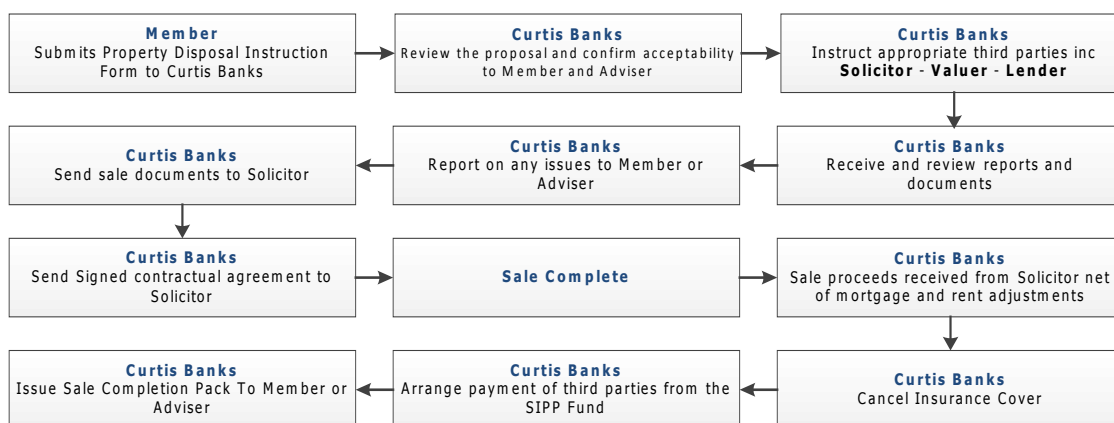 Member
Submits Property Disposal Instruction
Form to Curtis Banks
Curtis Banks
Review the proposal and confirm acceptability
to Member and Adviser
Curtis Banks
Instruct appropriate third parties inc
Solicitor - Valuer - Lender
Curtis Banks
Receive and review reports and
documents
Curtis Banks
Report on any issues to Member or
Adviser
Curtis Banks
Send sale documents to Solicitor
Curtis Banks
Send Signed contractual agreement to
Solicitor
Sale Complete
Curtis Banks
Sale proceeds received from Solicitor net
of mortgage and rent adjustments
Curtis Banks
Cancel Insurance Cover
Curtis Banks
Arrange payment of third parties from the
SIPP Fund
Curtis Banks
Issue Sale Completion Pack To Member or
Adviser